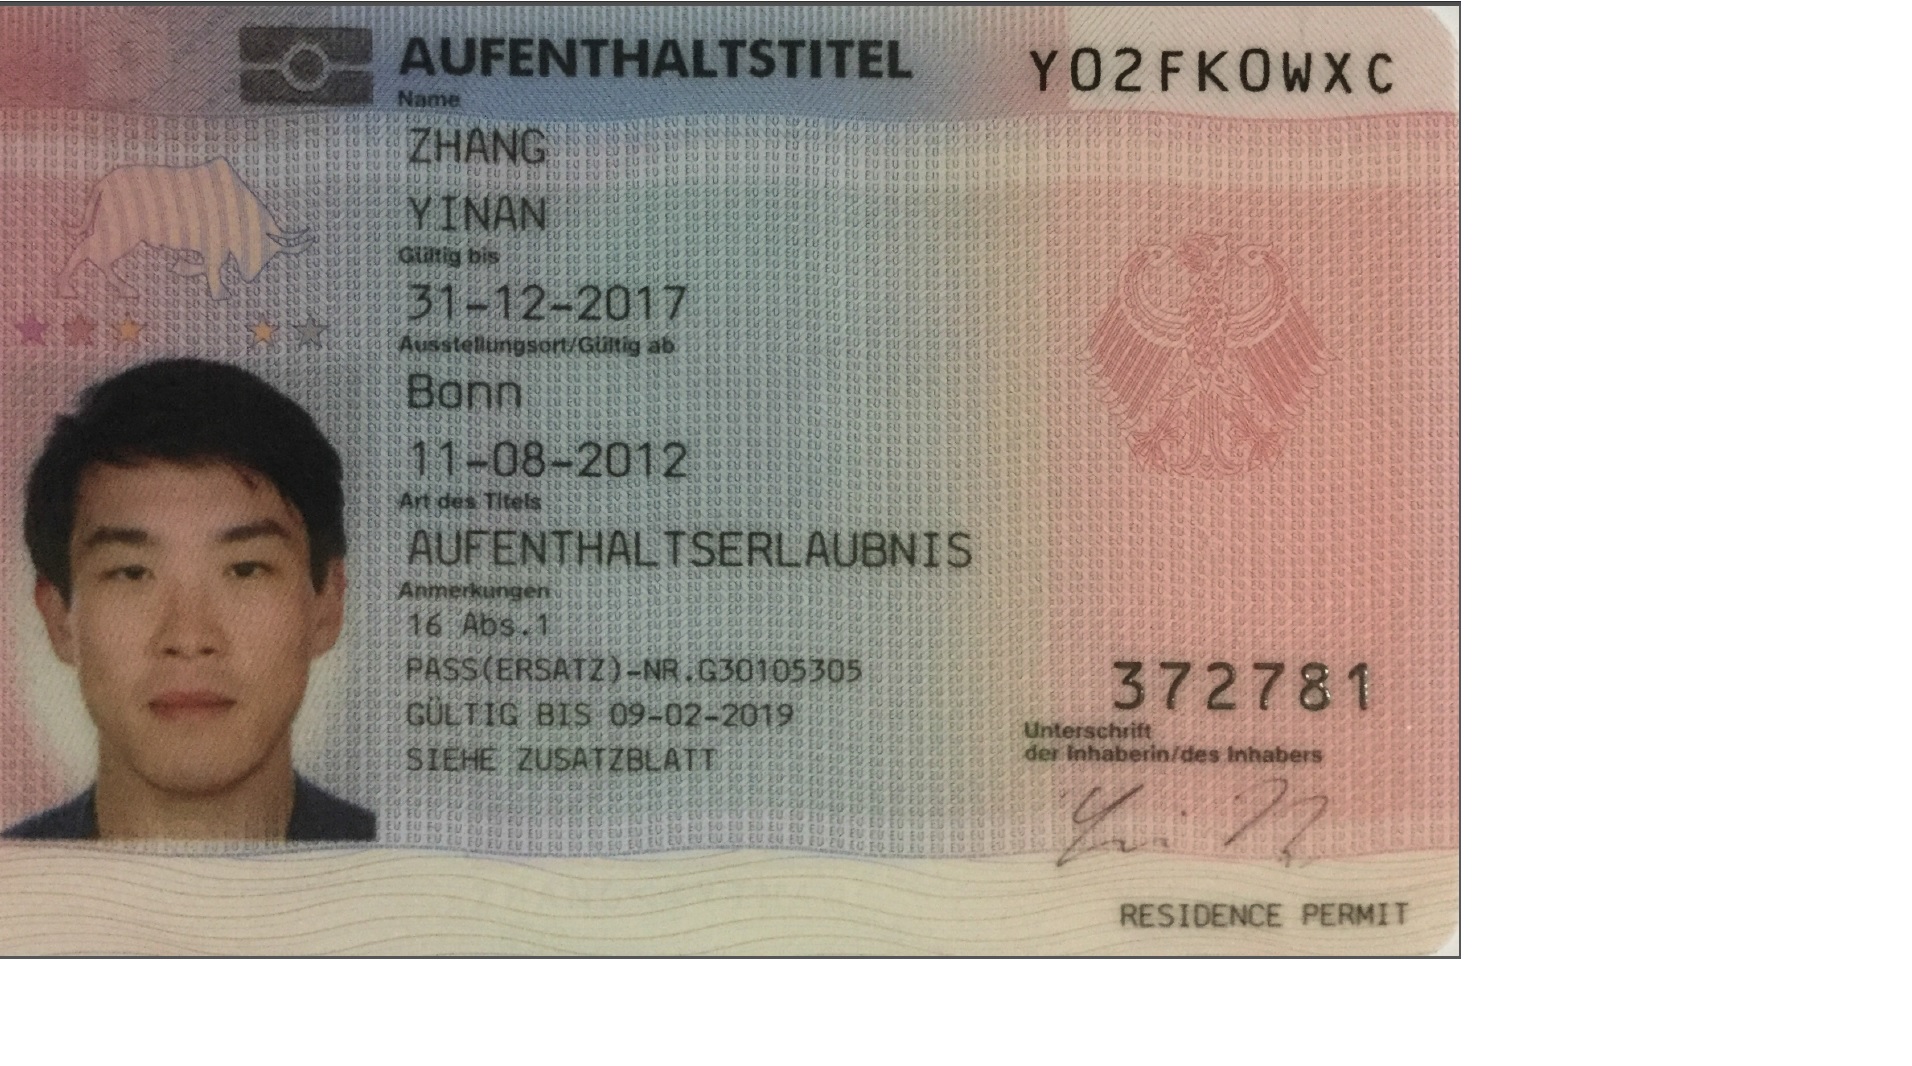 AUFENTHALTSTITEL
Y02FK0WXC
Name
ZHANG
YINAN
Gültig bis
31-12-2017
Ausstellungsort/Gültig ab
Bonn
11-08-2012
Art des Titels
AUFENTHALTSERLAUBNIS
Anmerkungen
16 Abs.1
PASS(ERSATZ)-NR.G30105305
GÜLTIG BIS 09-02-2019
SIEHE ZUSATZBLATT
372781
Unterschrift
der Inhaberin/des Inhabers
RESIDENCE PERMIT